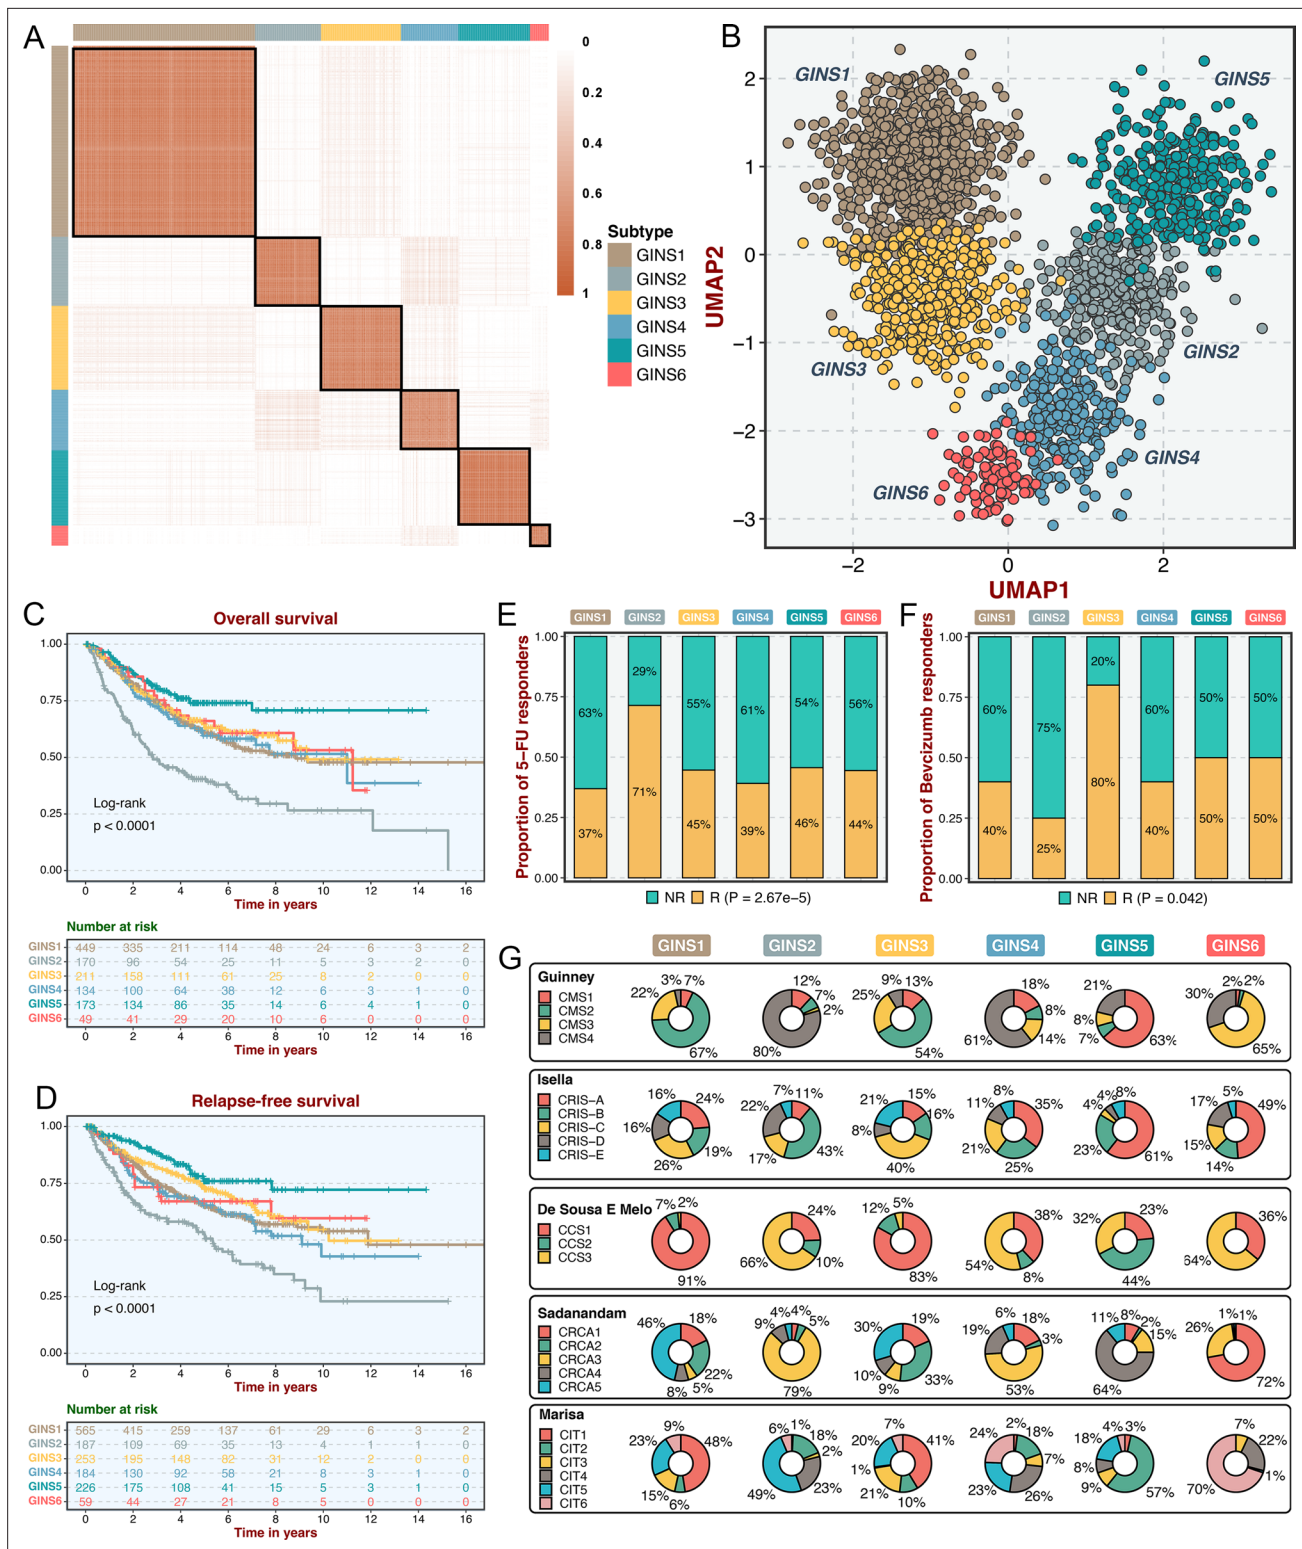 A
0
0.2
0.4
0.6
0.8
1
Subtype
GINS1
GINS2
GINS3
GINS4
GINS5
GINS6
B
GINS1
GINS5
GINS3
GINS2
GINS4
GINS6
2
1
0
−1
−2
−3
−2 0 2
UMAP2
UMAP1
C
Overall survival
1.00
0.75
0.50
0.25
0.00
Log-rank
p < 0.0001
0 2 4 6 8 10 12 14 16
Time in years
Number at risk
GINS1 449 335 211 114 48 24 6 3 2
GINS2 170 96 54 25 11 5 3 2 0
GINS3 211 158 111 61 25 8 2 0 0
GINS4 134 100 64 38 12 6 3 1 0
GINS5 173 134 86 35 14 6 4 1 0
GINS6 49 41 29 20 10 6 0 0 0
0 2 4 6 8 10 12 14 16
Time in years
D
Relapse-free survival
1.00
0.75
0.50
0.25
0.00
Log-rank
p < 0.0001
0 2 4 6 8 10 12 14 16
Time in years
Number at risk
GINS1 565 415 259 137 61 29 6 3 2
GINS2 187 109 69 35 13 4 1 1 0
GINS3 253 195 148 82 31 12 2 0 0
GINS4 184 130 92 58 21 8 3 1 0
GINS5 226 175 108 41 15 5 3 1 0
GINS6 59 44 27 21 8 5 0 0 0
0 2 4 6 8 10 12 14 16
Time in years
E
GINS1 GINS2 GINS3 GINS4 GINS5 GINS6
Proportion of 5−FU responders
1.00
0.75
0.50
0.25
0.00
63% 29% 55% 61% 54% 56%
37% 71% 45% 39% 46% 44%
NR R (P = 2.67e−5)
F
GINS1 GINS2 GINS3 GINS4 GINS5 GINS6
Proportion of Bevcizumb responders
1.00
0.75
0.50
0.25
0.00
60% 75% 20% 60% 50% 50%
40% 25% 80% 40% 50% 50%
NR R (P = 0.042)
G
GINS1 GINS2 GINS3 GINS4 GINS5 GINS6
Guinney
CMS1
CMS2
CMS3
CMS4
3% 7% 22% 67%
12% 7% 2% 80%
9% 13% 25% 54%
18% 8% 14% 61%
21% 8% 7% 63%
2% 2% 30% 65%
Isella
CRIS−A
CRIS−B
CRIS−C
CRIS−D
CRIS−E
16% 24% 16% 19% 26%
7% 11% 22% 43% 17%
21% 15% 16% 8% 40%
8% 35% 11% 21% 25%
4% 8% 4% 23% 61%
5% 49% 17% 15% 14%
De Sousa E Melo
CCS1
CCS2
CCS3
7% 2% 91%
24% 10% 66%
12% 5% 83%
38% 8% 54%
32% 23% 44%
36% 64%
Sadanandam
CRCA1
CRCA2
CRCA3
CRCA4
CRCA5
46% 18% 22% 5% 8%
4% 4% 5% 9% 79%
30% 19% 33% 9% 10%
6% 18% 3% 19% 53%
11% 8% 2% 15% 64%
1% 1% 26% 72%
Marisa
CIT1
CIT2
CIT3
CIT4
CIT5
CIT6
9% 48% 23% 15% 6%
6% 1% 18% 2% 23% 49%
7% 41% 20% 1% 21% 10%
2% 18% 24% 7% 26% 23%
4% 3% 18% 8% 9% 57%
7% 22% 1% 70%